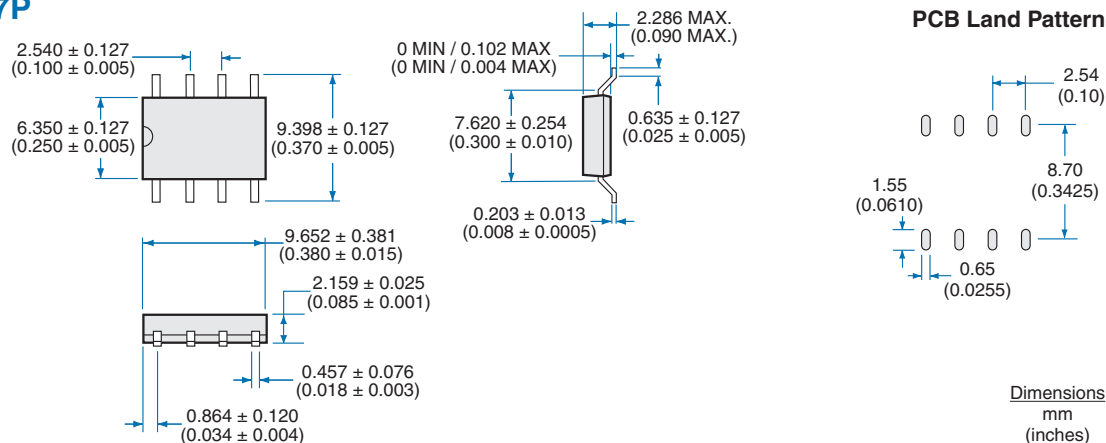 7P
2.540 ± 0.127
(0.100 ± 0.005)
6.350 ± 0.127
(0.250 ± 0.005)
9.398 ± 0.127
(0.370 ± 0.005)
9.652 ± 0.381
(0.380 ± 0.015)
2.159 ± 0.025
(0.085 ± 0.001)
0.457 ± 0.076
(0.018 ± 0.003)
0.864 ± 0.120
(0.034 ± 0.004)
2.286 MAX.
(0.090 MAX.)
0 MIN / 0.102 MAX
(0 MIN / 0.004 MAX)
7.620 ± 0.254
(0.300 ± 0.010)
0.635 ± 0.127
(0.025 ± 0.005)
0.203 ± 0.013
(0.008 ± 0.0005)
PCB Land Pattern
2.54
(0.10)
8.70
(0.3425)
1.55
(0.0610)
0.65
(0.0255)
Dimensions
mm
(inches)